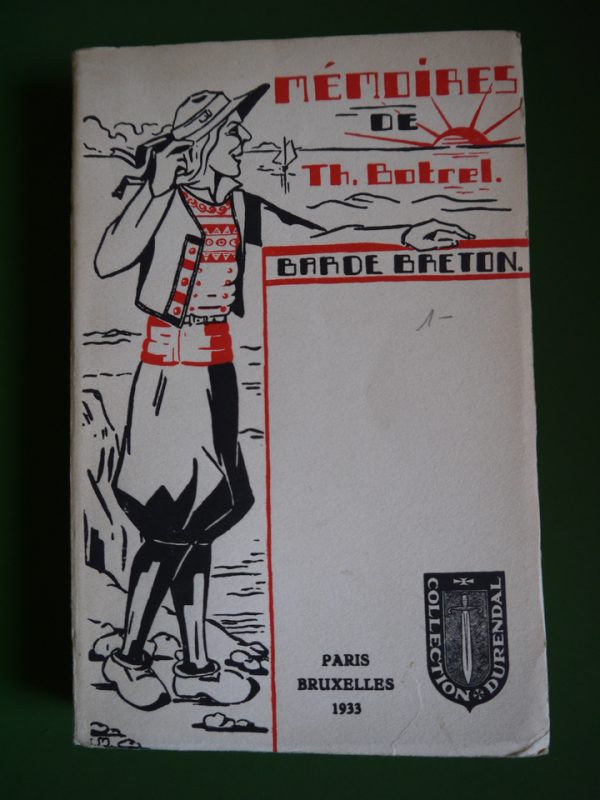 MÉMOIRES
DE
Th. Botrel.
BARDE BRETON.
1-
PARIS
BRUXELLES
1933
COLLECTION DURENDAL